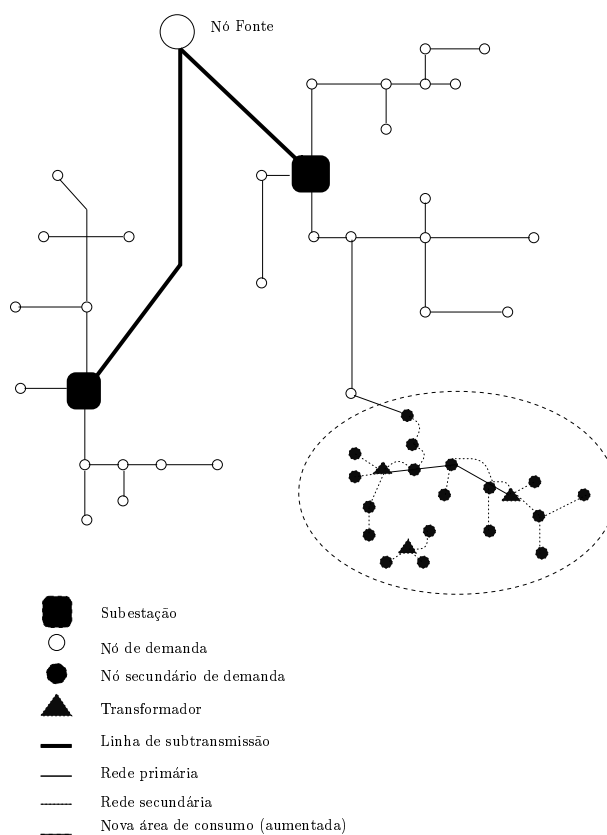 Nó Fonte
Subestação
Nó de demanda
Nó secundário de demanda
Transformador
Linha de subtransmissão
Rede primária
Rede secundária
Nova área de consumo (aumentada)